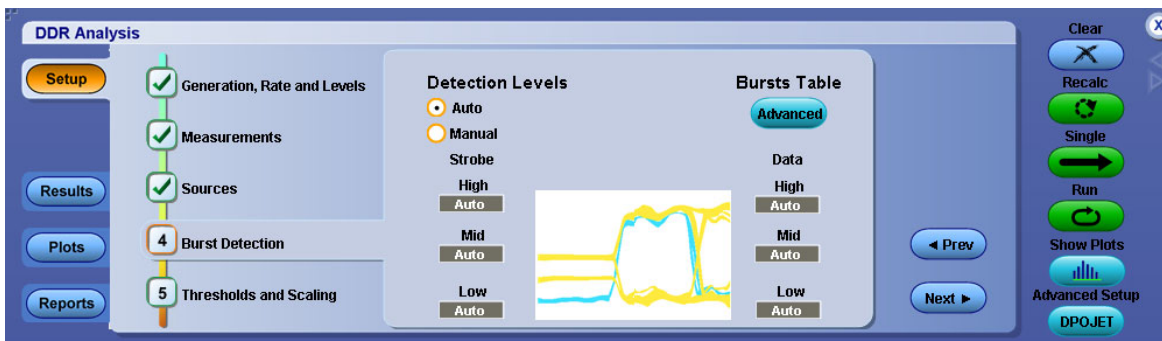 DDR Analysis
Setup
Results
Plots
Reports
Generation, Rate and Levels
Measurements
Sources
4 Burst Detection
5 Thresholds and Scaling
Detection Levels
Auto
Manual
Strobe
High
Auto
Mid
Auto
Low
Auto
Bursts Table
Advanced
Data
High
Auto
Mid
Auto
Low
Auto
◄ Prev
Next ►
Clear
X
Recalc
Single
Run
Show Plots
Advanced Setup
DPOJET